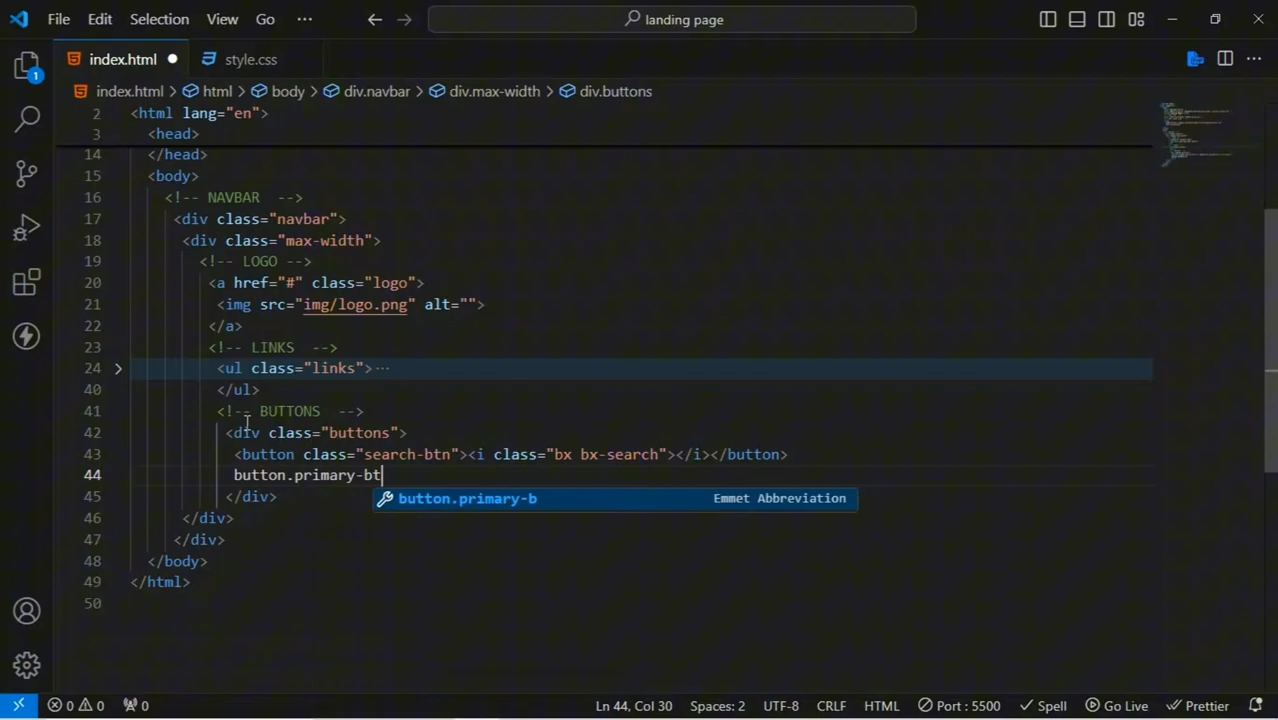 File Edit Selection View Go ··· landing page
index.html style.css
index.html > html > body > div.navbar > div.max-width > div.buttons
1
2 <html lang="en">
3 <head>
14 </head>
15 <body>
16 <!-- NAVBAR -->
17 <div class="navbar">
18 <div class="max-width">
19 <!-- LOGO -->
20 <a href="#" class="logo">
21 <img src="img/logo.png" alt="">
22 </a>
23 <!-- LINKS -->
24 <ul class="links">···
40 </ul>
41 <!-- BUTTONS -->
42 <div class="buttons">
43 <button class="search-btn"><i class="bx bx-search"></i></button>
44 button.primary-bt
button.primary-b Emmet Abbreviation
45 </div>
46 </div>
47 </div>
48 </body>
49 </html>
50
0 0 0 Ln 44, Col 30 Spaces: 2 UTF-8 CRLF HTML Port : 5500 Spell Go Live Prettier